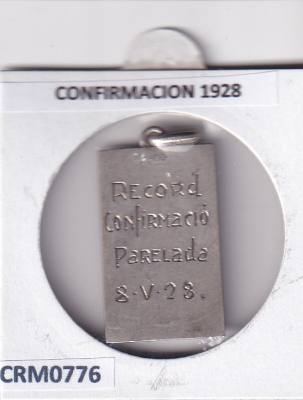 CONFIRMACION 1928
RECORD
CONFIRMACIÓ
PARELADA
8·V·28.
CRM0776